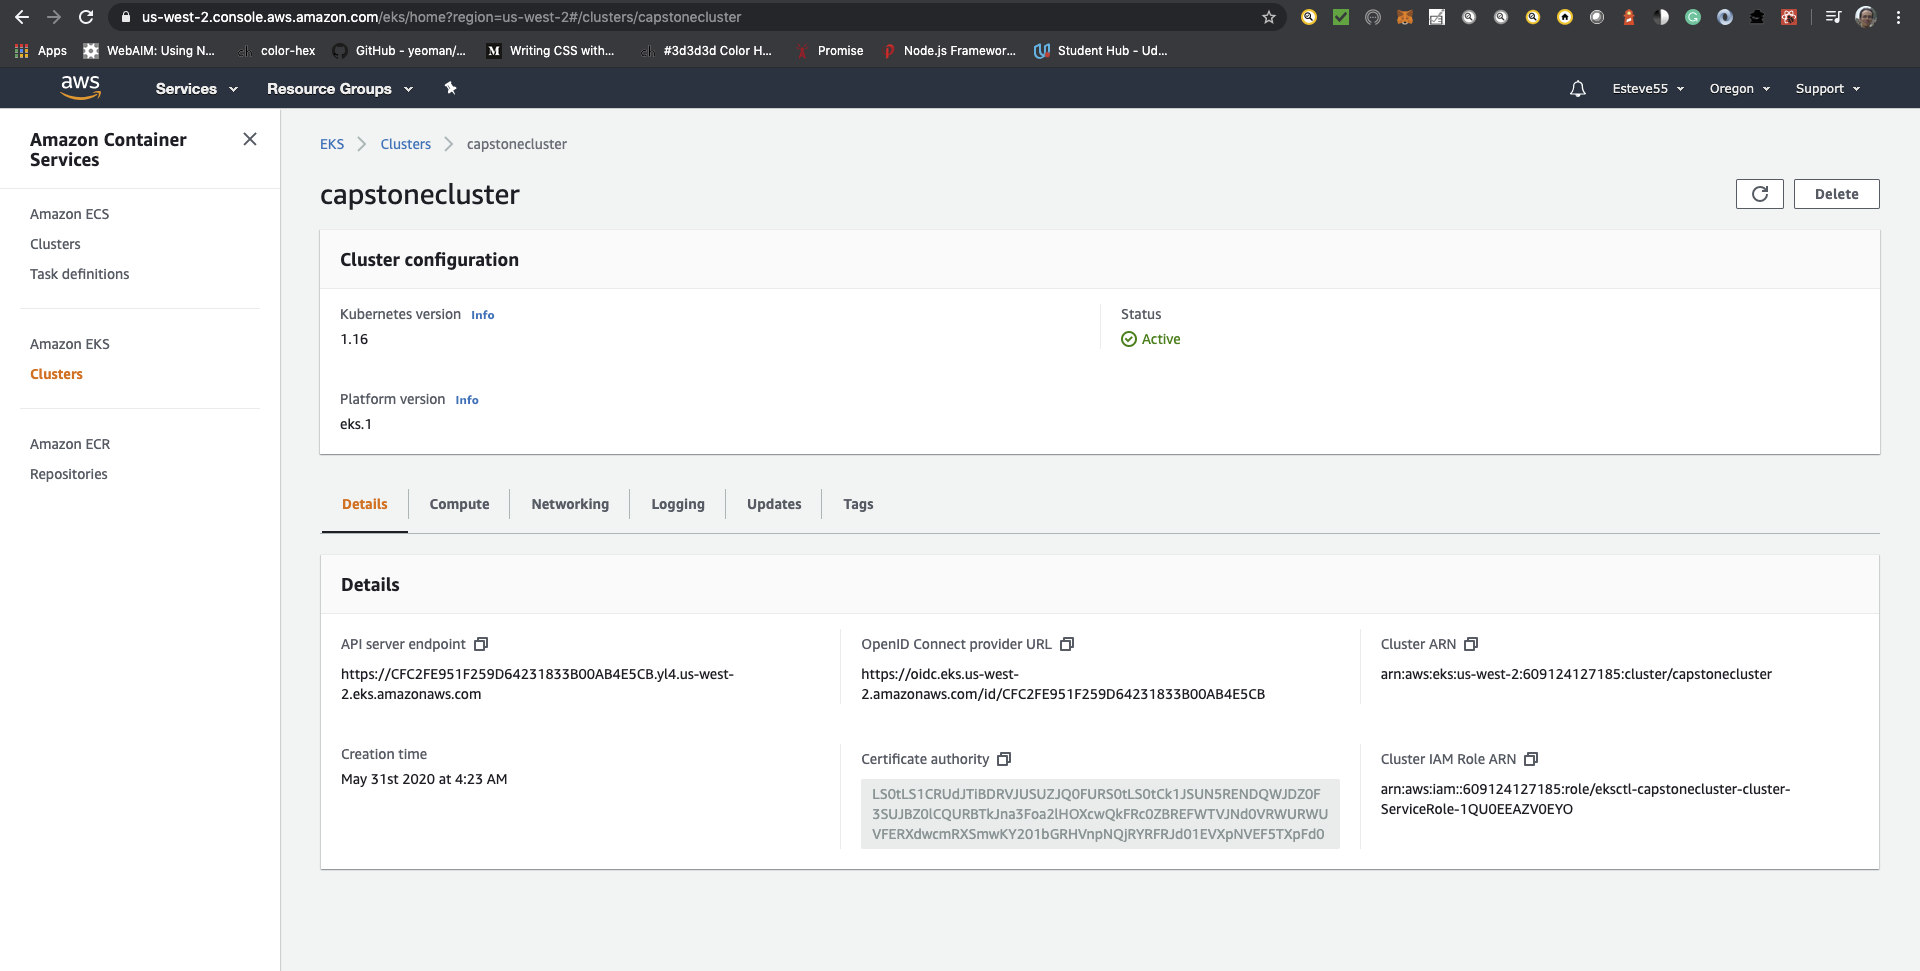 us-west-2.console.aws.amazon.com/eks/home?region=us-west-2#/clusters/capstonecluster
Apps
WebAIM: Using N...
color-hex
GitHub - yeoman/...
Writing CSS with...
#3d3d3d Color H...
Promise
Node.js Framewor...
Student Hub - Ud...
aws
Services
Resource Groups
Esteve55
Oregon
Support
Amazon Container
Services
Amazon ECS
Clusters
Task definitions
Amazon EKS
Clusters
Amazon ECR
Repositories
EKS
Clusters
capstonecluster
capstonecluster
Delete
Cluster configuration
Kubernetes version Info
1.16
Status
Active
Platform version Info
eks.1
Details
Compute
Networking
Logging
Updates
Tags
Details
API server endpoint
https://CFC2FE951F259D64231833B00AB4E5CB.yl4.us-west-
2.eks.amazonaws.com
OpenID Connect provider URL
https://oidc.eks.us-west-
2.amazonaws.com/id/CFC2FE951F259D64231833B00AB4E5CB
Cluster ARN
arn:aws:eks:us-west-2:609124127185:cluster/capstonecluster
Creation time
May 31st 2020 at 4:23 AM
Certificate authority
LS0tLS1CRUdJTiBDRVJUSUZJQ0FURS0tLS0tCk1JSUN5RENDQWJDZ0F
3SUJBZ0lCQURBTkJna3Foa2lHOXcwQkFRc0ZBREFWTVJNd0VRWURWU
VFERXdwcmRXSmwKY201bGRHVnpNQjRYRFRJd01EVXpNVEF5TXpFd0
Cluster IAM Role ARN
arn:aws:iam::609124127185:role/eksctl-capstonecluster-cluster-
ServiceRole-1QU0EEAZV0EYO